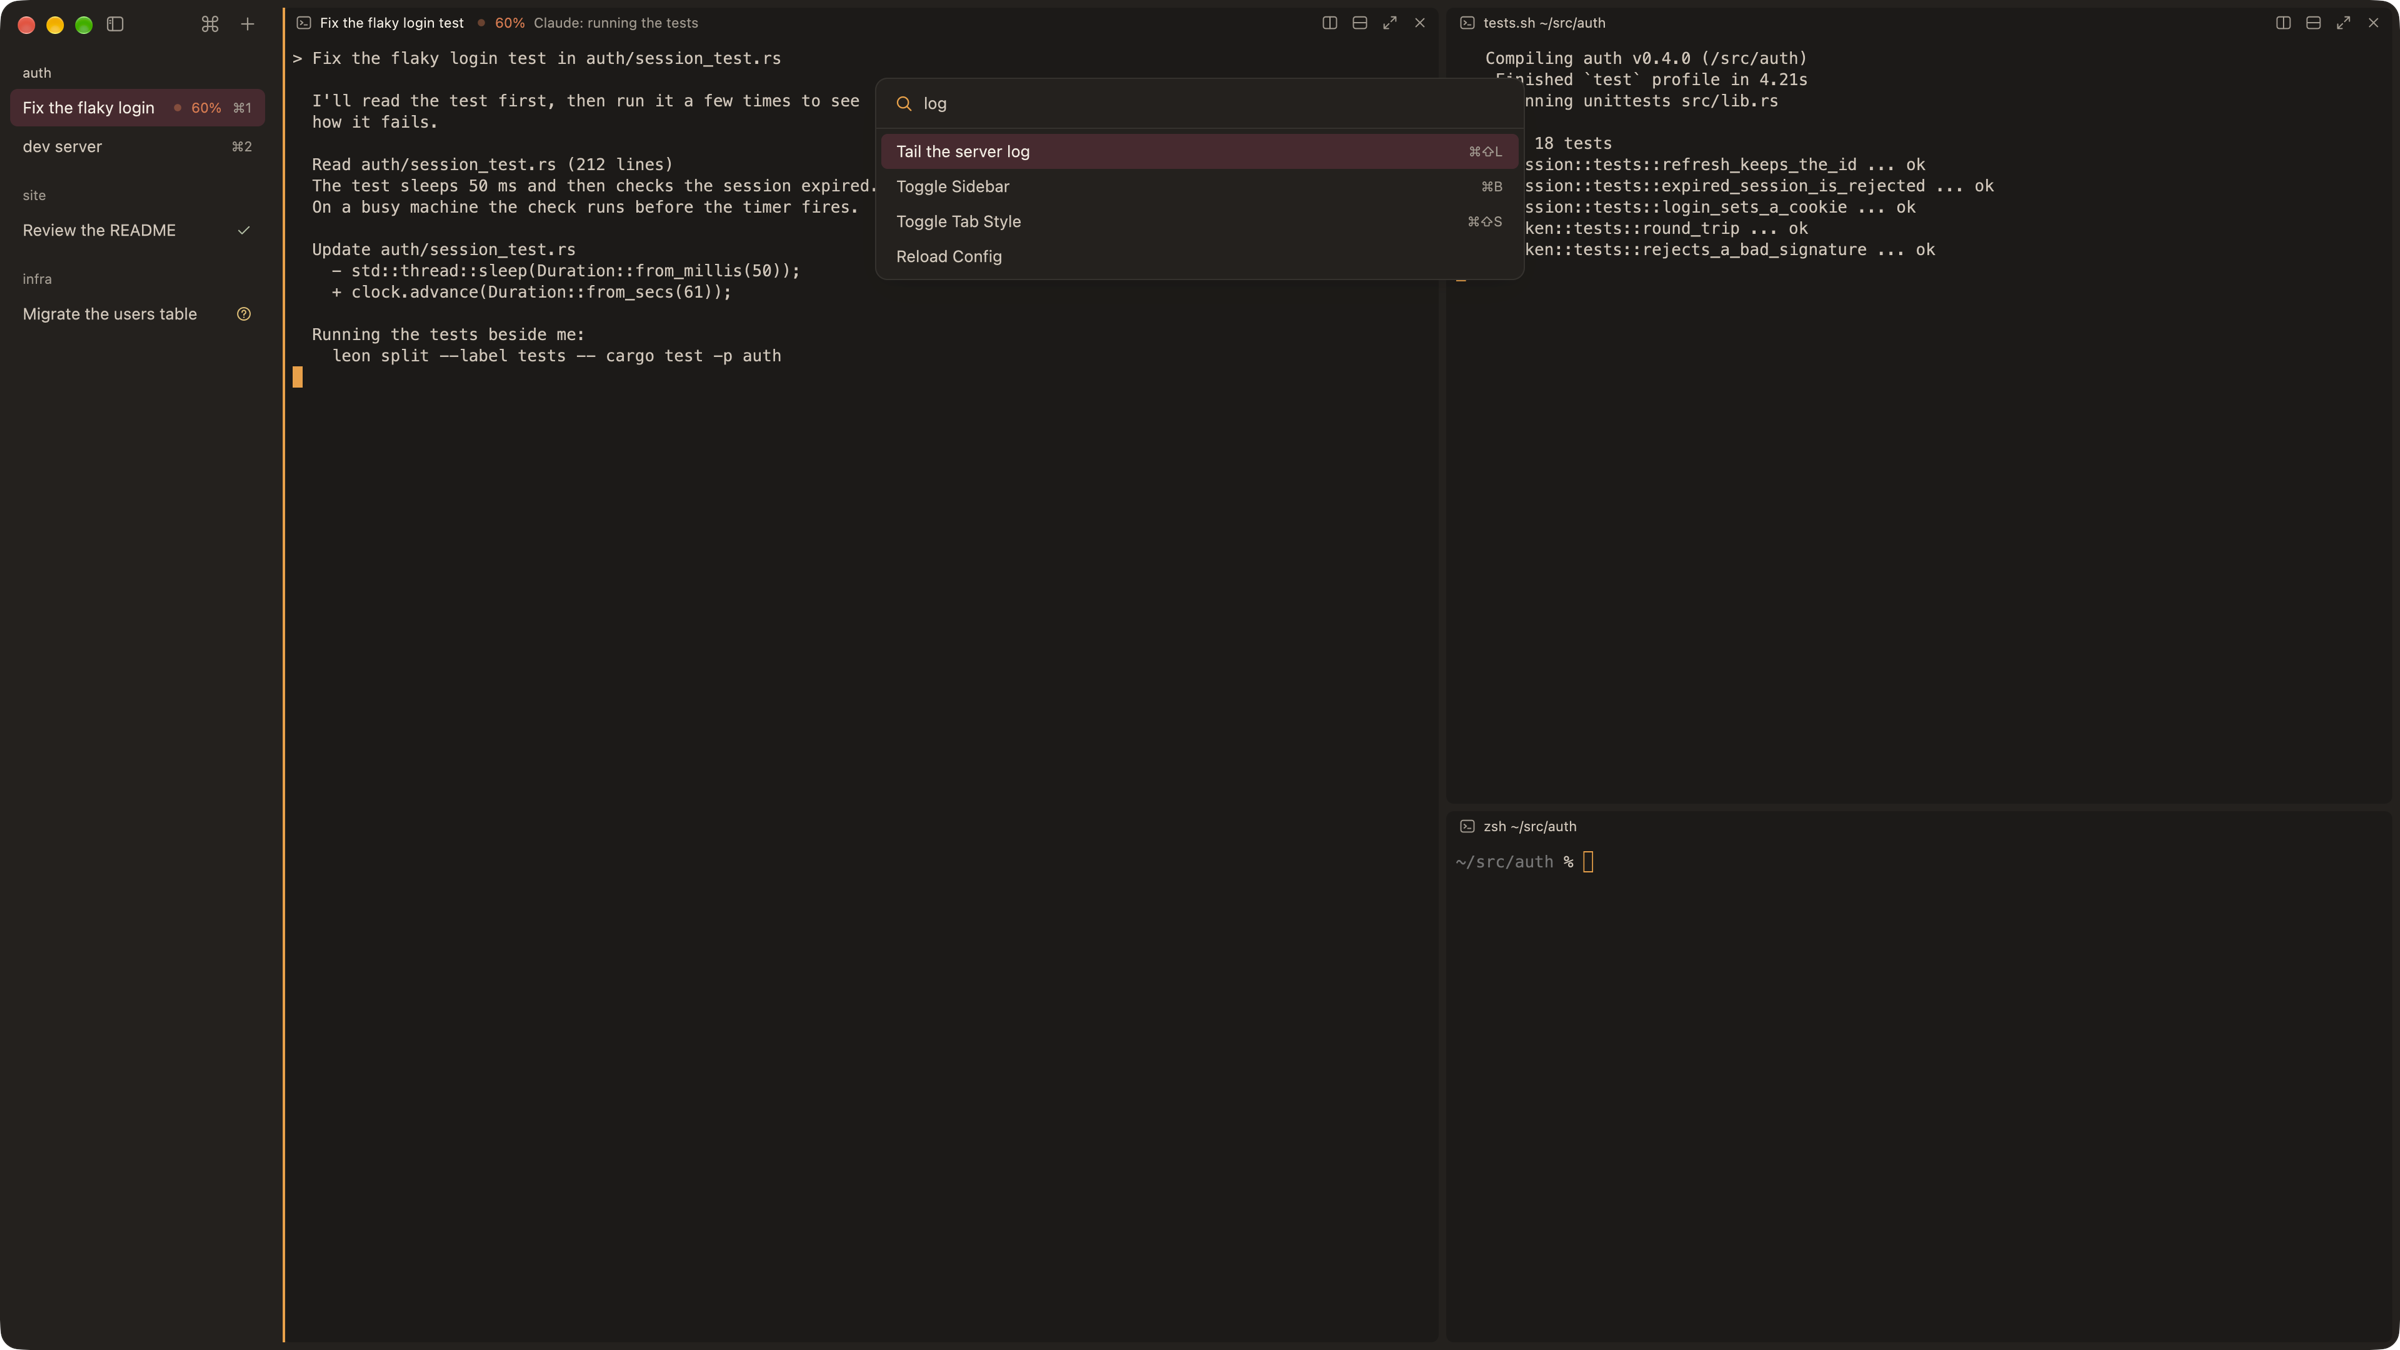 auth
Fix the flaky login 60% ⌘1
dev server ⌘2
site
Review the README
infra
Migrate the users table
Fix the flaky login test 60% Claude: running the tests
> Fix the flaky login test in auth/session_test.rs
I'll read the test first, then run it a few times to see
how it fails.
Read auth/session_test.rs (212 lines)
The test sleeps 50 ms and then checks the session expired.
On a busy machine the check runs before the timer fires.
Update auth/session_test.rs
- std::thread::sleep(Duration::from_millis(50));
+ clock.advance(Duration::from_secs(61));
Running the tests beside me:
leon split --label tests -- cargo test -p auth
log
Tail the server log ⌘⇧L
Toggle Sidebar ⌘B
Toggle Tab Style ⌘⇧S
Reload Config
tests.sh ~/src/auth
Compiling auth v0.4.0 (/src/auth)
Finished `test` profile in 4.21s
nning unittests src/lib.rs
18 tests
ssion::tests::refresh_keeps_the_id ... ok
ssion::tests::expired_session_is_rejected ... ok
ssion::tests::login_sets_a_cookie ... ok
ken::tests::round_trip ... ok
ken::tests::rejects_a_bad_signature ... ok
zsh ~/src/auth
~/src/auth %